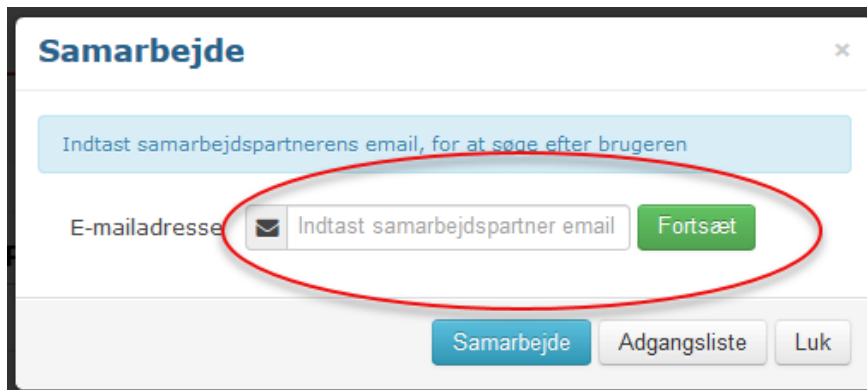 Samarbejde
×
Indtast samarbejdspartnerens email, for at søge efter brugeren
E-mailadresse
Indtast samarbejdspartner email
Fortsæt
Samarbejde
Adgangsliste
Luk